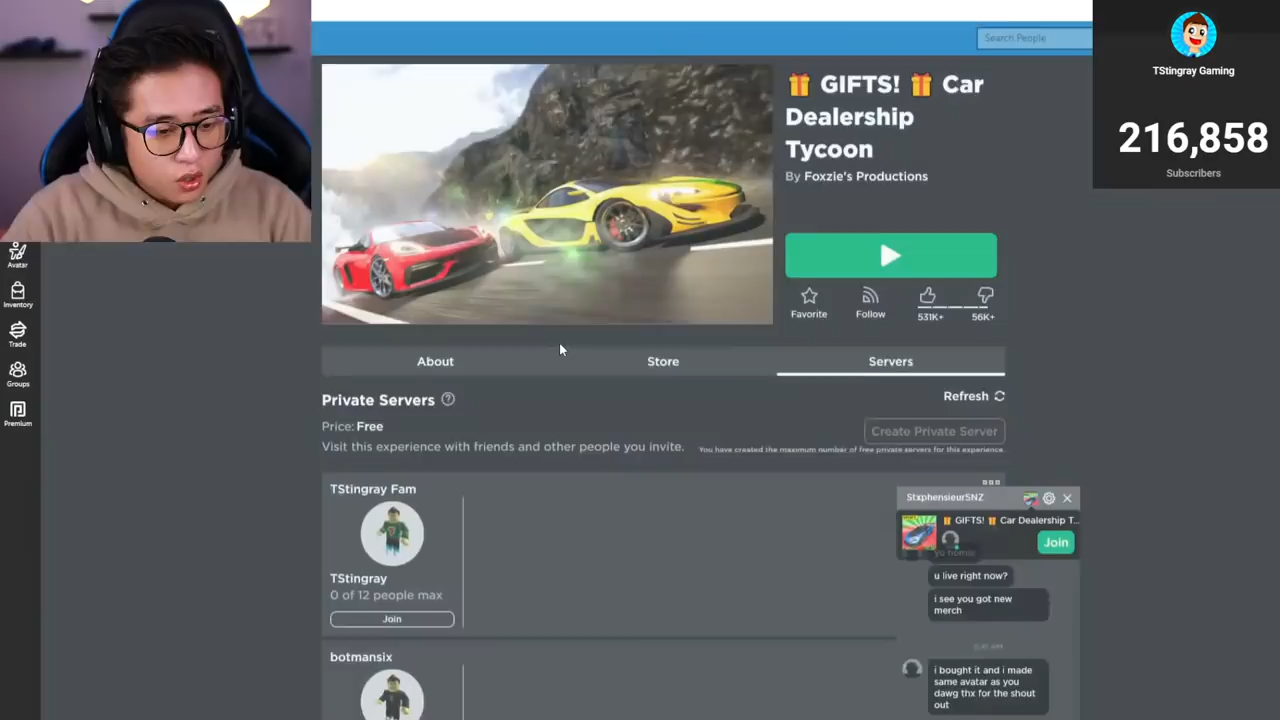 Search People
TStingray Gaming
216,858
Subscribers
GIFTS! Car
Dealership
Tycoon
By Foxzie's Productions
Favorite
Follow
531K+
56K+
Avatar
Inventory
Trade
Groups
Premium
About
Store
Servers
Private Servers
Refresh
Price: Free
Create Private Server
Visit this experience with friends and other people you invite.
You have created the maximum number of free private servers for this experience.
TStingray Fam
TStingray
0 of 12 people max
Join
botmansix
StxphensieurSNZ
GIFTS! Car Dealership T...
Join
yo homie
u live right now?
i see you got new
merch
i bought it and i made
same avatar as you
dawg thx for the shout
out